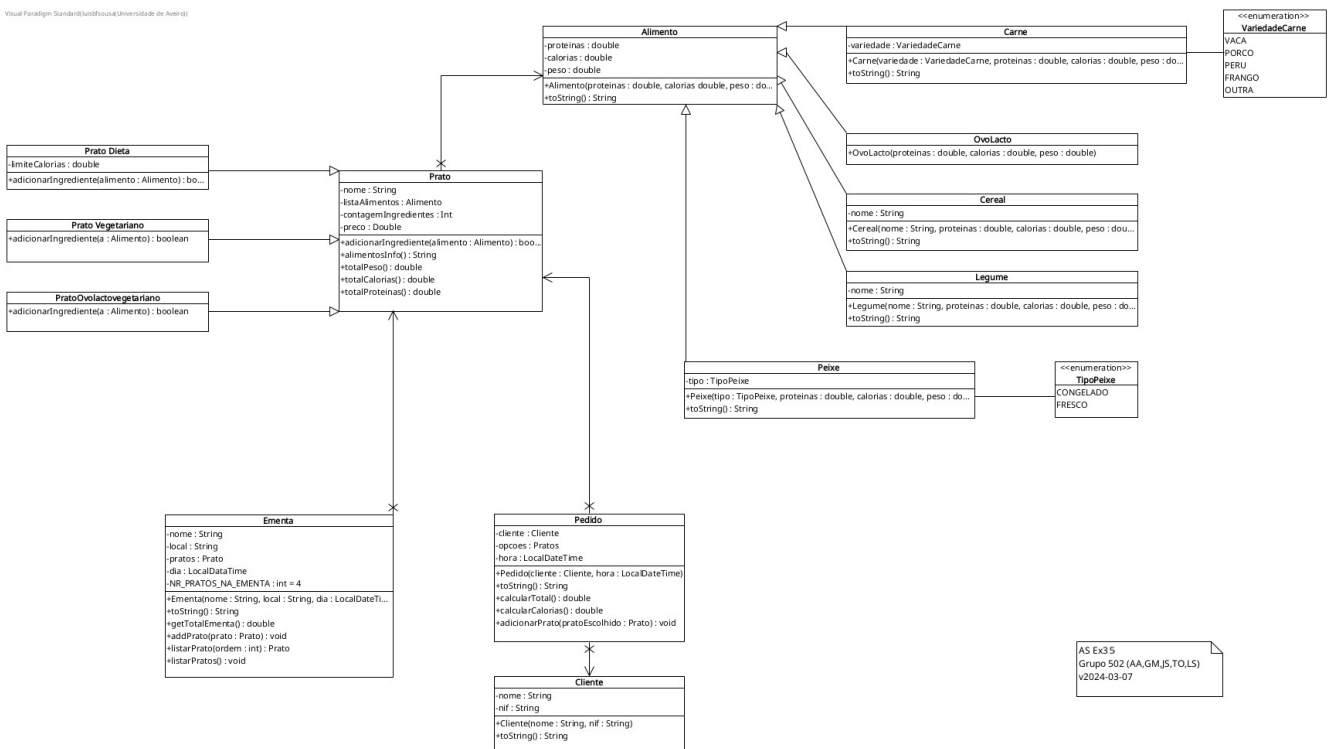 Visual Paradigm Standard(luisbfsousa(Universidade de Aveiro))
Alimento
-proteinas : double
-calorias : double
-peso : double
+Alimento(proteinas : double, calorias double, peso : do...
+toString() : String
Carne
-variedade : VariedadeCarne
+Carne(variedade : VariedadeCarne, proteinas : double, calorias : double, peso : do...
+toString() : String
<<enumeration>>
VariedadeCarne
VACA
PORCO
PERU
FRANGO
OUTRA
OvoLacto
+OvoLacto(proteinas : double, calorias : double, peso : double)
Prato Dieta
-limiteCalorias : double
+adicionarIngrediente(alimento : Alimento) : bo...
Prato
-nome : String
-listaAlimentos : Alimento
-contagemIngredientes : Int
-preco : Double
+adicionarIngrediente(alimento : Alimento) : boo...
+alimentosInfo() : String
+totalPeso() : double
+totalCalorias() : double
+totalProteinas() : double
Cereal
-nome : String
+Cereal(nome : String, proteinas : double, calorias : double, peso : dou...
+toString() : String
Prato Vegetariano
+adicionarIngrediente(a : Alimento) : boolean
Legume
-nome : String
+Legume(nome : String, proteinas : double, calorias : double, peso : do...
+toString() : String
PratoOvolactovegetariano
+adicionarIngrediente(a : Alimento) : boolean
Peixe
-tipo : TipoPeixe
+Peixe(tipo : TipoPeixe, proteinas : double, calorias : double, peso : do...
+toString() : String
<<enumeration>>
TipoPeixe
CONGELADO
FRESCO
Ementa
-nome : String
-local : String
-pratos : Prato
-dia : LocalDataTime
-NR_PRATOS_NA_EMENTA : int = 4
+Ementa(nome : String, local : String, dia : LocalDateTi...
+toString() : String
+getTotalEmenta() : double
+addPrato(prato : Prato) : void
+listarPrato(ordem : int) : Prato
+listarPratos() : void
Pedido
-cliente : Cliente
-opcoes : Pratos
-hora : LocalDateTime
+Pedido(cliente : Cliente, hora : LocalDateTime)
+toString() : String
+calcularTotal() : double
+calcularCalorias() : double
+adicionarPrato(pratoEscolhido : Prato) : void
Cliente
-nome : String
-nif : String
+Cliente(nome : String, nif : String)
+toString() : String
AS Ex3 5
Grupo 502 (AA,GM,JS,TO,LS)
v2024-03-07